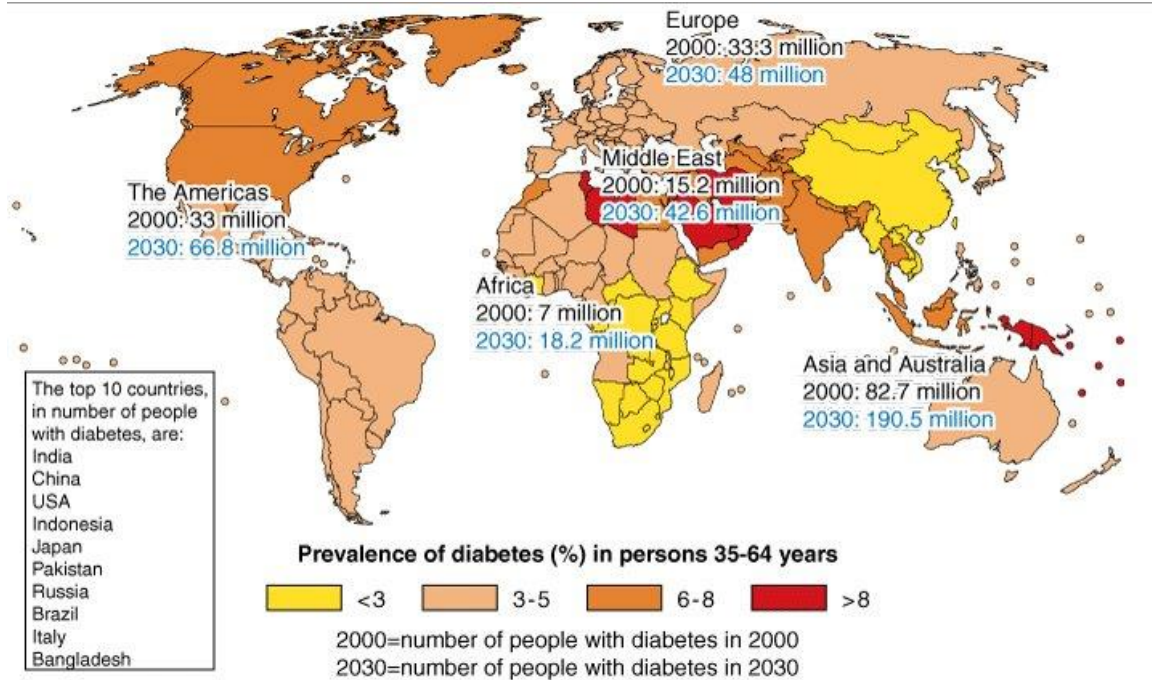 Europe
2000: 33.3 million
2030: 48 million
Middle East
2000: 15.2 million
2030: 42.6 million
The Americas
2000: 33 million
2030: 66.8 million
Africa
2000: 7 million
2030: 18.2 million
Asia and Australia
2000: 82.7 million
2030: 190.5 million
The top 10 countries,
in number of people
with diabetes, are:
India
China
USA
Indonesia
Japan
Pakistan
Russia
Brazil
Italy
Bangladesh
Prevalence of diabetes (%) in persons 35-64 years
<3
3-5
6-8
>8
2000=number of people with diabetes in 2000
2030=number of people with diabetes in 2030